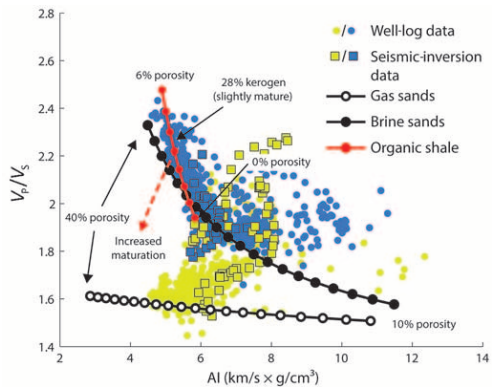 2.8
2.6
2.4
2.2
2
1.8
1.6
1.4
V_P/V_S
2
4
6
8
10
12
14
AI (km/s × g/cm³)
6% porosity
28% kerogen
(slightly mature)
0% porosity
40% porosity
Increased
maturation
10% porosity
/ Well-log data
/ Seismic-inversion
data
Gas sands
Brine sands
Organic shale